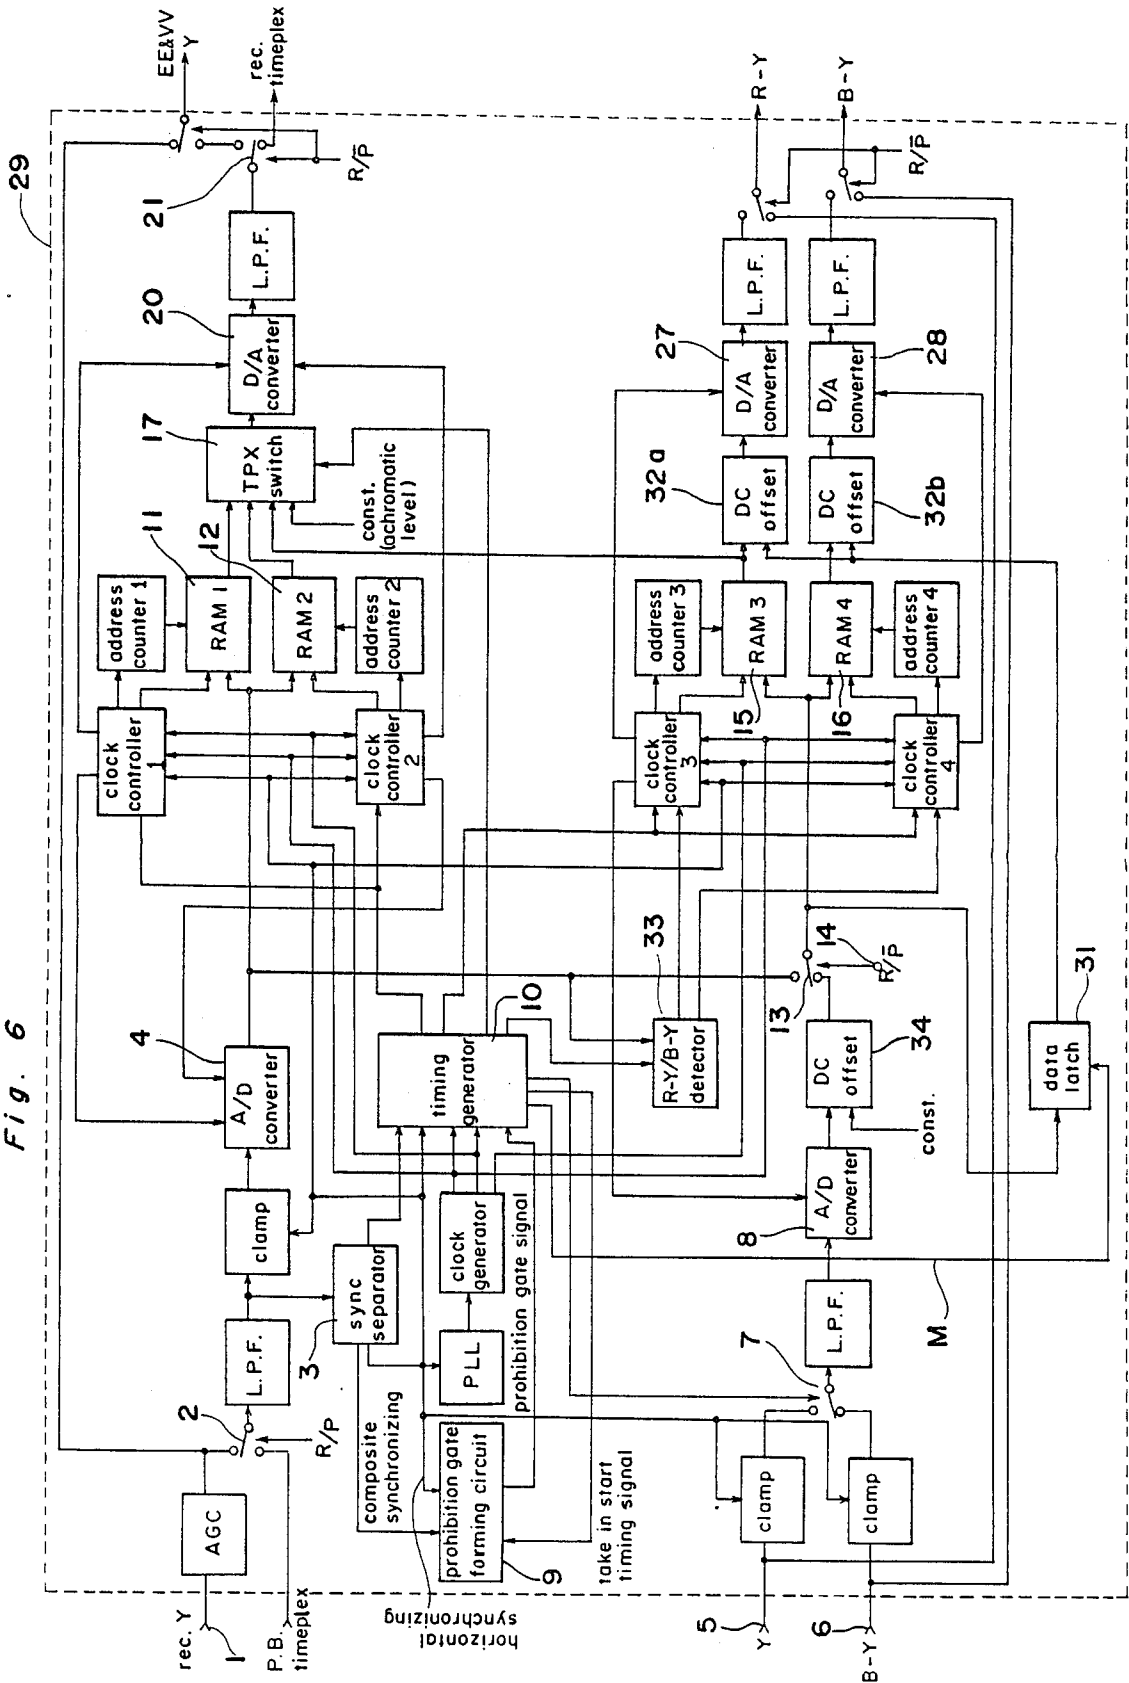 Fig. 6
29
rec. Y
1
P.B.
timeplex
AGC
2
R/P
L.P.F.
clamp
A/D
converter
4
3
sync
separator
composite
synchronizing
horizontal
synchronizing
prohibition gate
forming circuit
9
PLL
clock
generator
prohibition gate signal
take in start
timing signal
timing
generator
10
clock
controller
1
address
counter 1
RAM 1
11
RAM 2
12
clock
controller
2
address
counter 2
TPX
switch
17
const.
(achromatic
level)
D/A
converter
20
L.P.F.
21
R/P̅
EE&VV
Y
rec.
timeplex
5
Y
6
B-Y
clamp
clamp
7
L.P.F.
M
A/D
converter
8
DC
offset
34
const.
13
14
R/P̅
R-Y/B-Y
detector
33
data
latch
31
clock
controller
3
address
counter 3
RAM 3
15
RAM 4
16
clock
controller
4
address
counter 4
DC
offset
32a
DC
offset
32b
D/A
converter
27
D/A
converter
28
L.P.F.
L.P.F.
R/P̅
R-Y
B-Y